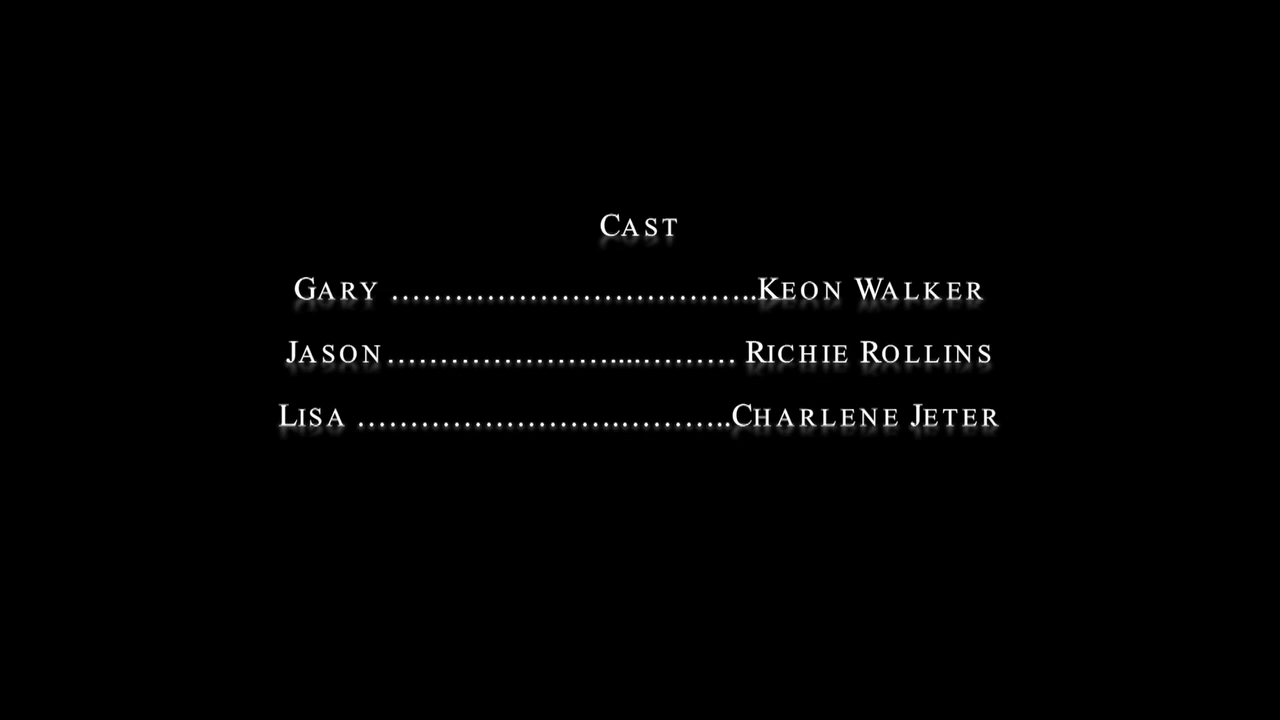 Cast
Gary ……………………………..Keon Walker
Jason…………………....……… Richie Rollins
Lisa …………………….………..Charlene Jeter